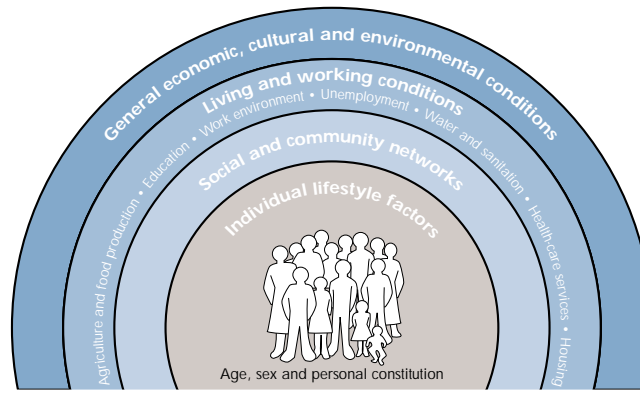 General economic, cultural and environmental conditions
Living and working conditions
Agriculture and food production • Education • Work environment • Unemployment • Water and sanitation • Health-care services • Housing
Social and community networks
Individual lifestyle factors
Age, sex and personal constitution